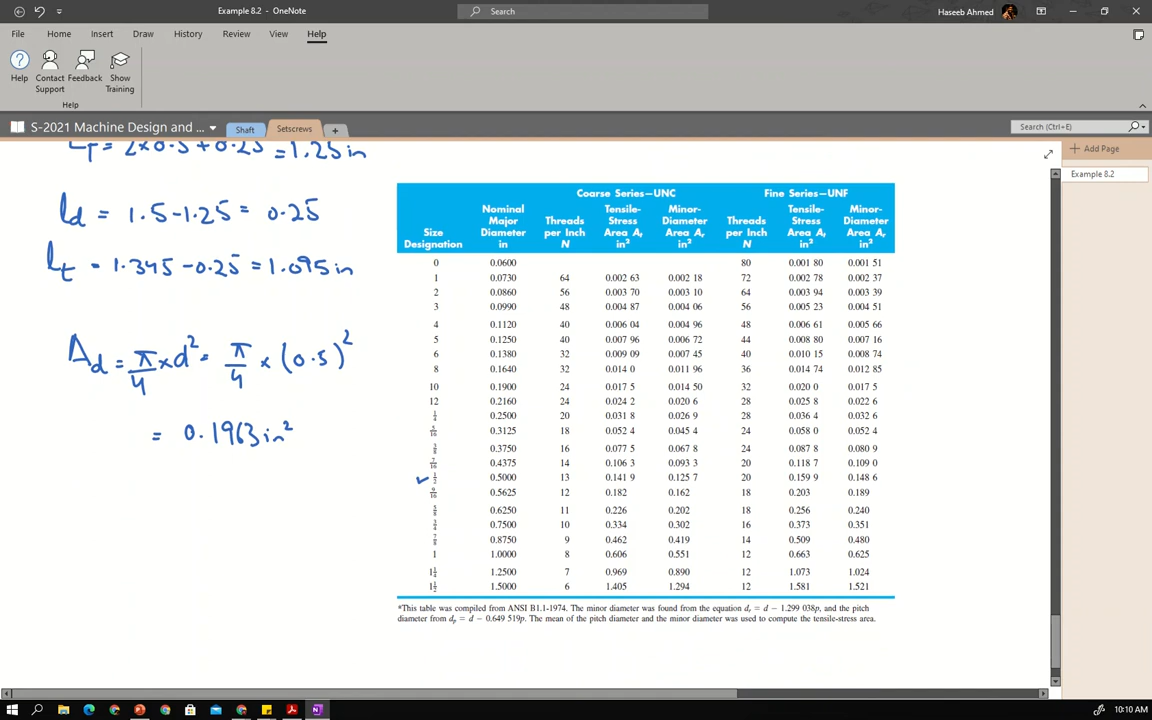 Example 8.2 - OneNote
Search
Haseeb Ahmed
File Home Insert Draw History Review View Help
Help Contact Support Feedback Show Training
Help
S-2021 Machine Design and ...
Shaft
Setscrews
Search (Ctrl+E)
Add Page
Example 8.2
= 2×0.5+0.25 = 1.25in
ld = 1.5-1.25 = 0.25
lt = 1.345-0.25 = 1.095in
Ad = π/4 × d² = π/4 × (0.5)²
= 0.1963in²
Coarse Series—UNC Fine Series—UNF
Size Designation | Nominal Major Diameter in | Threads per Inch N | Tensile-Stress Area At in² | Minor-Diameter Area Ar in² | Threads per Inch N | Tensile-Stress Area At in² | Minor-Diameter Area Ar in²
0 0.0600 80 0.001 80 0.001 51
1 0.0730 64 0.002 63 0.002 18 72 0.002 78 0.002 37
2 0.0860 56 0.003 70 0.003 10 64 0.003 94 0.003 39
3 0.0990 48 0.004 87 0.004 06 56 0.005 23 0.004 51
4 0.1120 40 0.006 04 0.004 96 48 0.006 61 0.005 66
5 0.1250 40 0.007 96 0.006 72 44 0.008 80 0.007 16
6 0.1380 32 0.009 09 0.007 45 40 0.010 15 0.008 74
8 0.1640 32 0.014 0 0.011 96 36 0.014 74 0.012 85
10 0.1900 24 0.017 5 0.014 50 32 0.020 0 0.017 5
12 0.2160 24 0.024 2 0.020 6 28 0.025 8 0.022 6
1/4 0.2500 20 0.031 8 0.026 9 28 0.036 4 0.032 6
5/16 0.3125 18 0.052 4 0.045 4 24 0.058 0 0.052 4
3/8 0.3750 16 0.077 5 0.067 8 24 0.087 8 0.080 9
7/16 0.4375 14 0.106 3 0.093 3 20 0.118 7 0.109 0
1/2 0.5000 13 0.141 9 0.125 7 20 0.159 9 0.148 6
9/16 0.5625 12 0.182 0.162 18 0.203 0.189
5/8 0.6250 11 0.226 0.202 18 0.256 0.240
3/4 0.7500 10 0.334 0.302 16 0.373 0.351
7/8 0.8750 9 0.462 0.419 14 0.509 0.480
1 1.0000 8 0.606 0.551 12 0.663 0.625
1 1/4 1.2500 7 0.969 0.890 12 1.073 1.024
1 1/2 1.5000 6 1.405 1.294 12 1.581 1.521
*This table was compiled from ANSI B1.1-1974. The minor diameter was found from the equation dr = d − 1.299 038p, and the pitch
diameter from dp = d − 0.649 519p. The mean of the pitch diameter and the minor diameter was used to compute the tensile-stress area.
10:10 AM